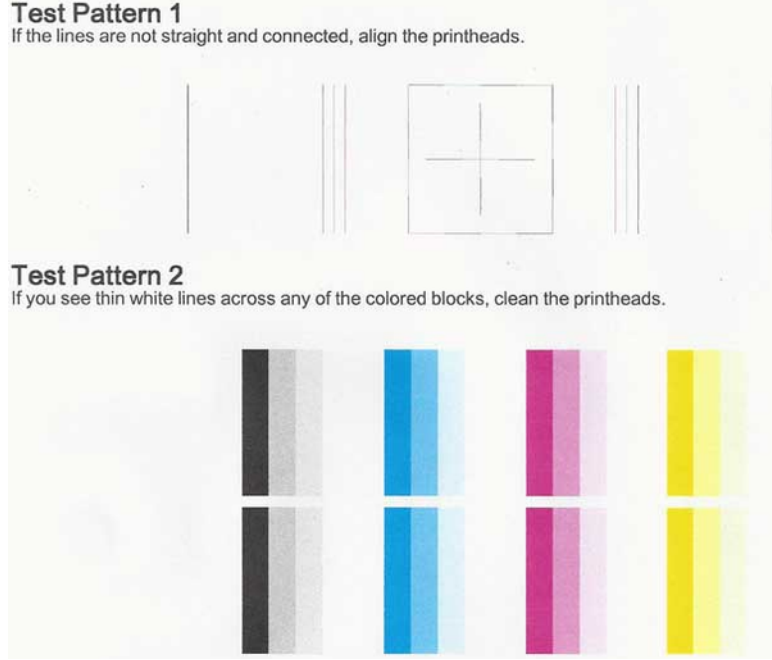 Test Pattern 1
If the lines are not straight and connected, align the printheads.
Test Pattern 2
If you see thin white lines across any of the colored blocks, clean the printheads.